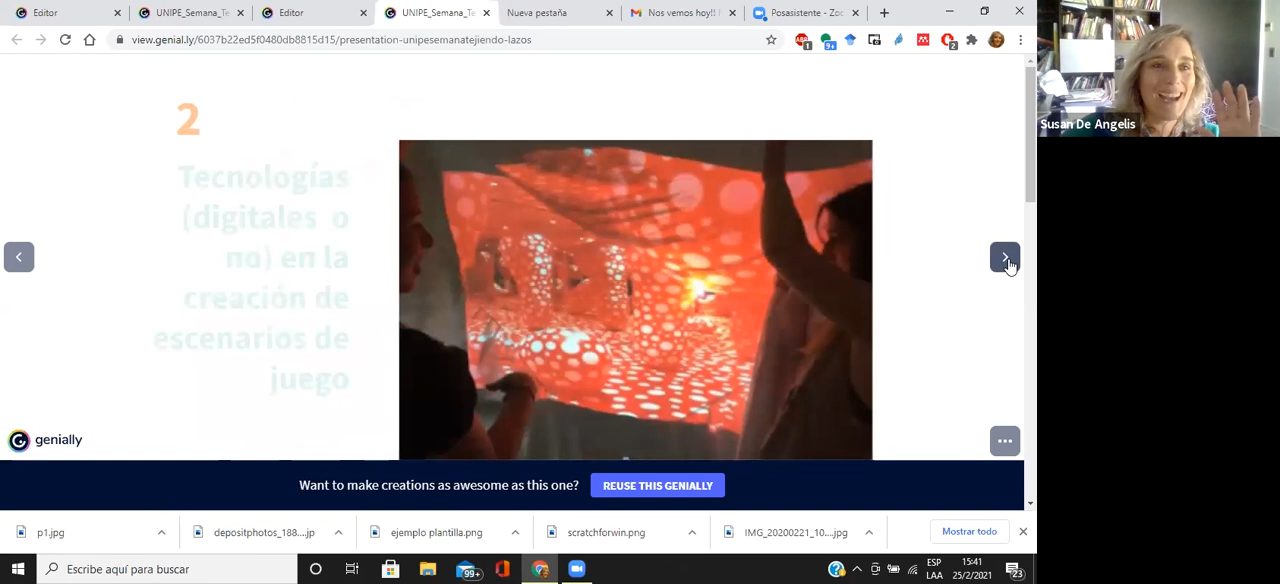 Editor
UNIPE_Semana_Te
Editor
UNIPE_Semana_Te
Nueva pestaña
Nos vemos hoy!!
Posasistente - Zoo
view.genial.ly/6037b22ed5f0480db8815d15/presentation-unipesemanatejiendo-lazos
Susan De Angelis
2
Tecnologías
(digitales o
no) en la
creación de
escenarios de
juego
genially
Want to make creations as awesome as this one?
REUSE THIS GENIALLY
p1.jpg
depositphotos_188....jp
ejemplo plantilla.png
scratchforwin.png
IMG_20200221_10....jpg
Mostrar todo
Escribe aquí para buscar
99+
ESP
LAA
15:41
25/2/2021
23